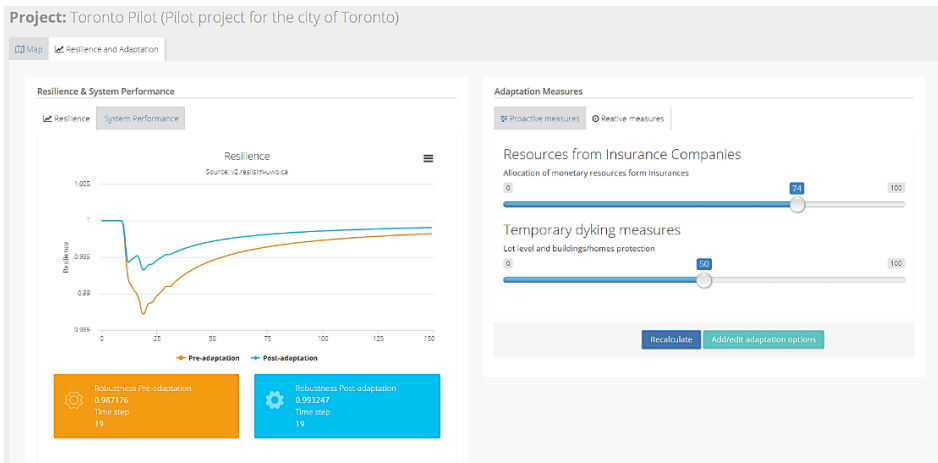 Project: Toronto Pilot (Pilot project for the city of Toronto)
Map
Resilience and Adaptation
Resilience & System Performance
Resilience
System Performance
Resilience
Source: v2.resilsim-uwo.ca
1.005
1
0.995
0.99
0.985
Resilience
0
25
50
75
100
125
150
Pre-adaptation
Post-adaptation
Robustness Pre-adaptation
0.987176
Time step
19
Robustness Post-adaptation
0.993247
Time step
19
Adaptation Measures
Proactive measures
Reative measures
Resources from Insurance Companies
Allocation of monetary resources form Insurances
0
74
100
Temporary dyking measures
Lot level and buildings/homes protection
0
50
100
Recalculate
Add/edit adaptation options